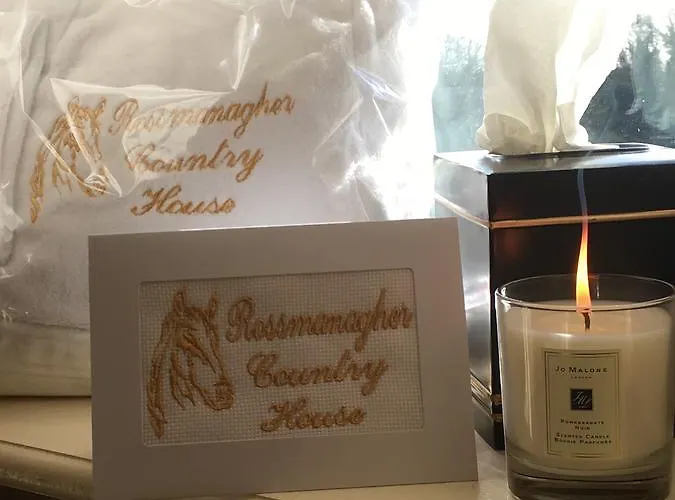 Rossmanagher
Country
House
Rossmanagher
Country
House
JO MALONE
LONDON
POMEGRANATE
NOIR
SCENTED CANDLE
BOUGIE PARFUMÉE